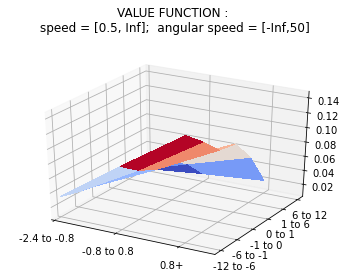 VALUE FUNCTION :
speed = [0.5, Inf];  angular speed = [-Inf,50]
0.14
0.12
0.10
0.08
0.06
0.04
0.02
-2.4 to -0.8
-0.8 to 0.8
0.8+
6 to 12
1 to 6
0 to 1
-1 to 0
-6 to -1
-12 to -6